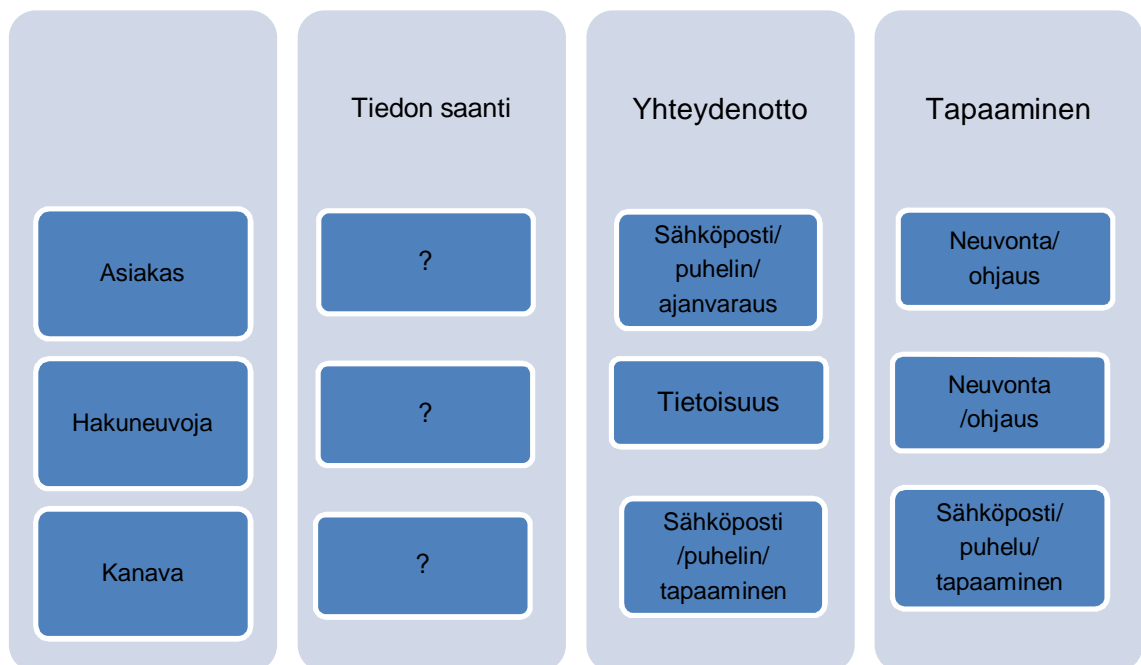 Tiedon saanti
Yhteydenotto
Tapaaminen
Asiakas
?
Sähköposti/
puhelin/
ajanvaraus
Neuvonta/
ohjaus
Hakuneuvoja
?
Tietoisuus
Neuvonta
/ohjaus
Kanava
?
Sähköposti
/puhelin/
tapaaminen
Sähköposti/
puhelu/
tapaaminen